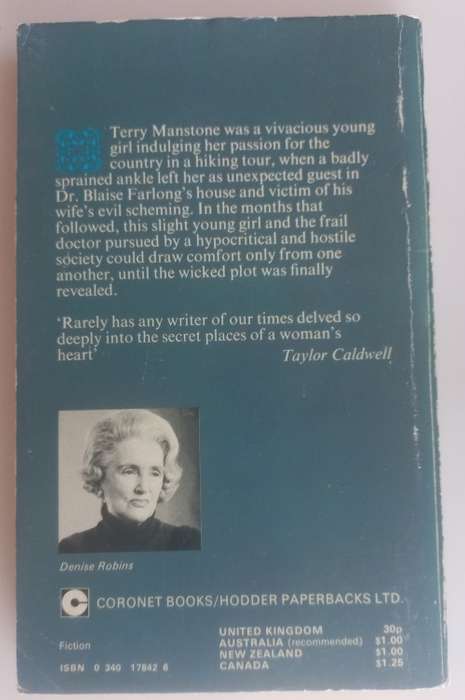 Terry Manstone was a vivacious young
girl indulging her passion for the
country in a hiking tour, when a badly
sprained ankle left her as unexpected guest in
Dr. Blaise Farlong's house and victim of his
wife's evil scheming. In the months that
followed, this slight young girl and the frail
doctor pursued by a hypocritical and hostile
society could draw comfort only from one
another, until the wicked plot was finally
revealed.
'Rarely has any writer of our times delved so
deeply into the secret places of a woman's
heart' Taylor Caldwell
Denise Robins
CORONET BOOKS/HODDER PAPERBACKS LTD.
Fiction
UNITED KINGDOM 30p
AUSTRALIA (recommended) $1.00
NEW ZEALAND $1.00
CANADA $1.25
ISBN 0 340 17842 6